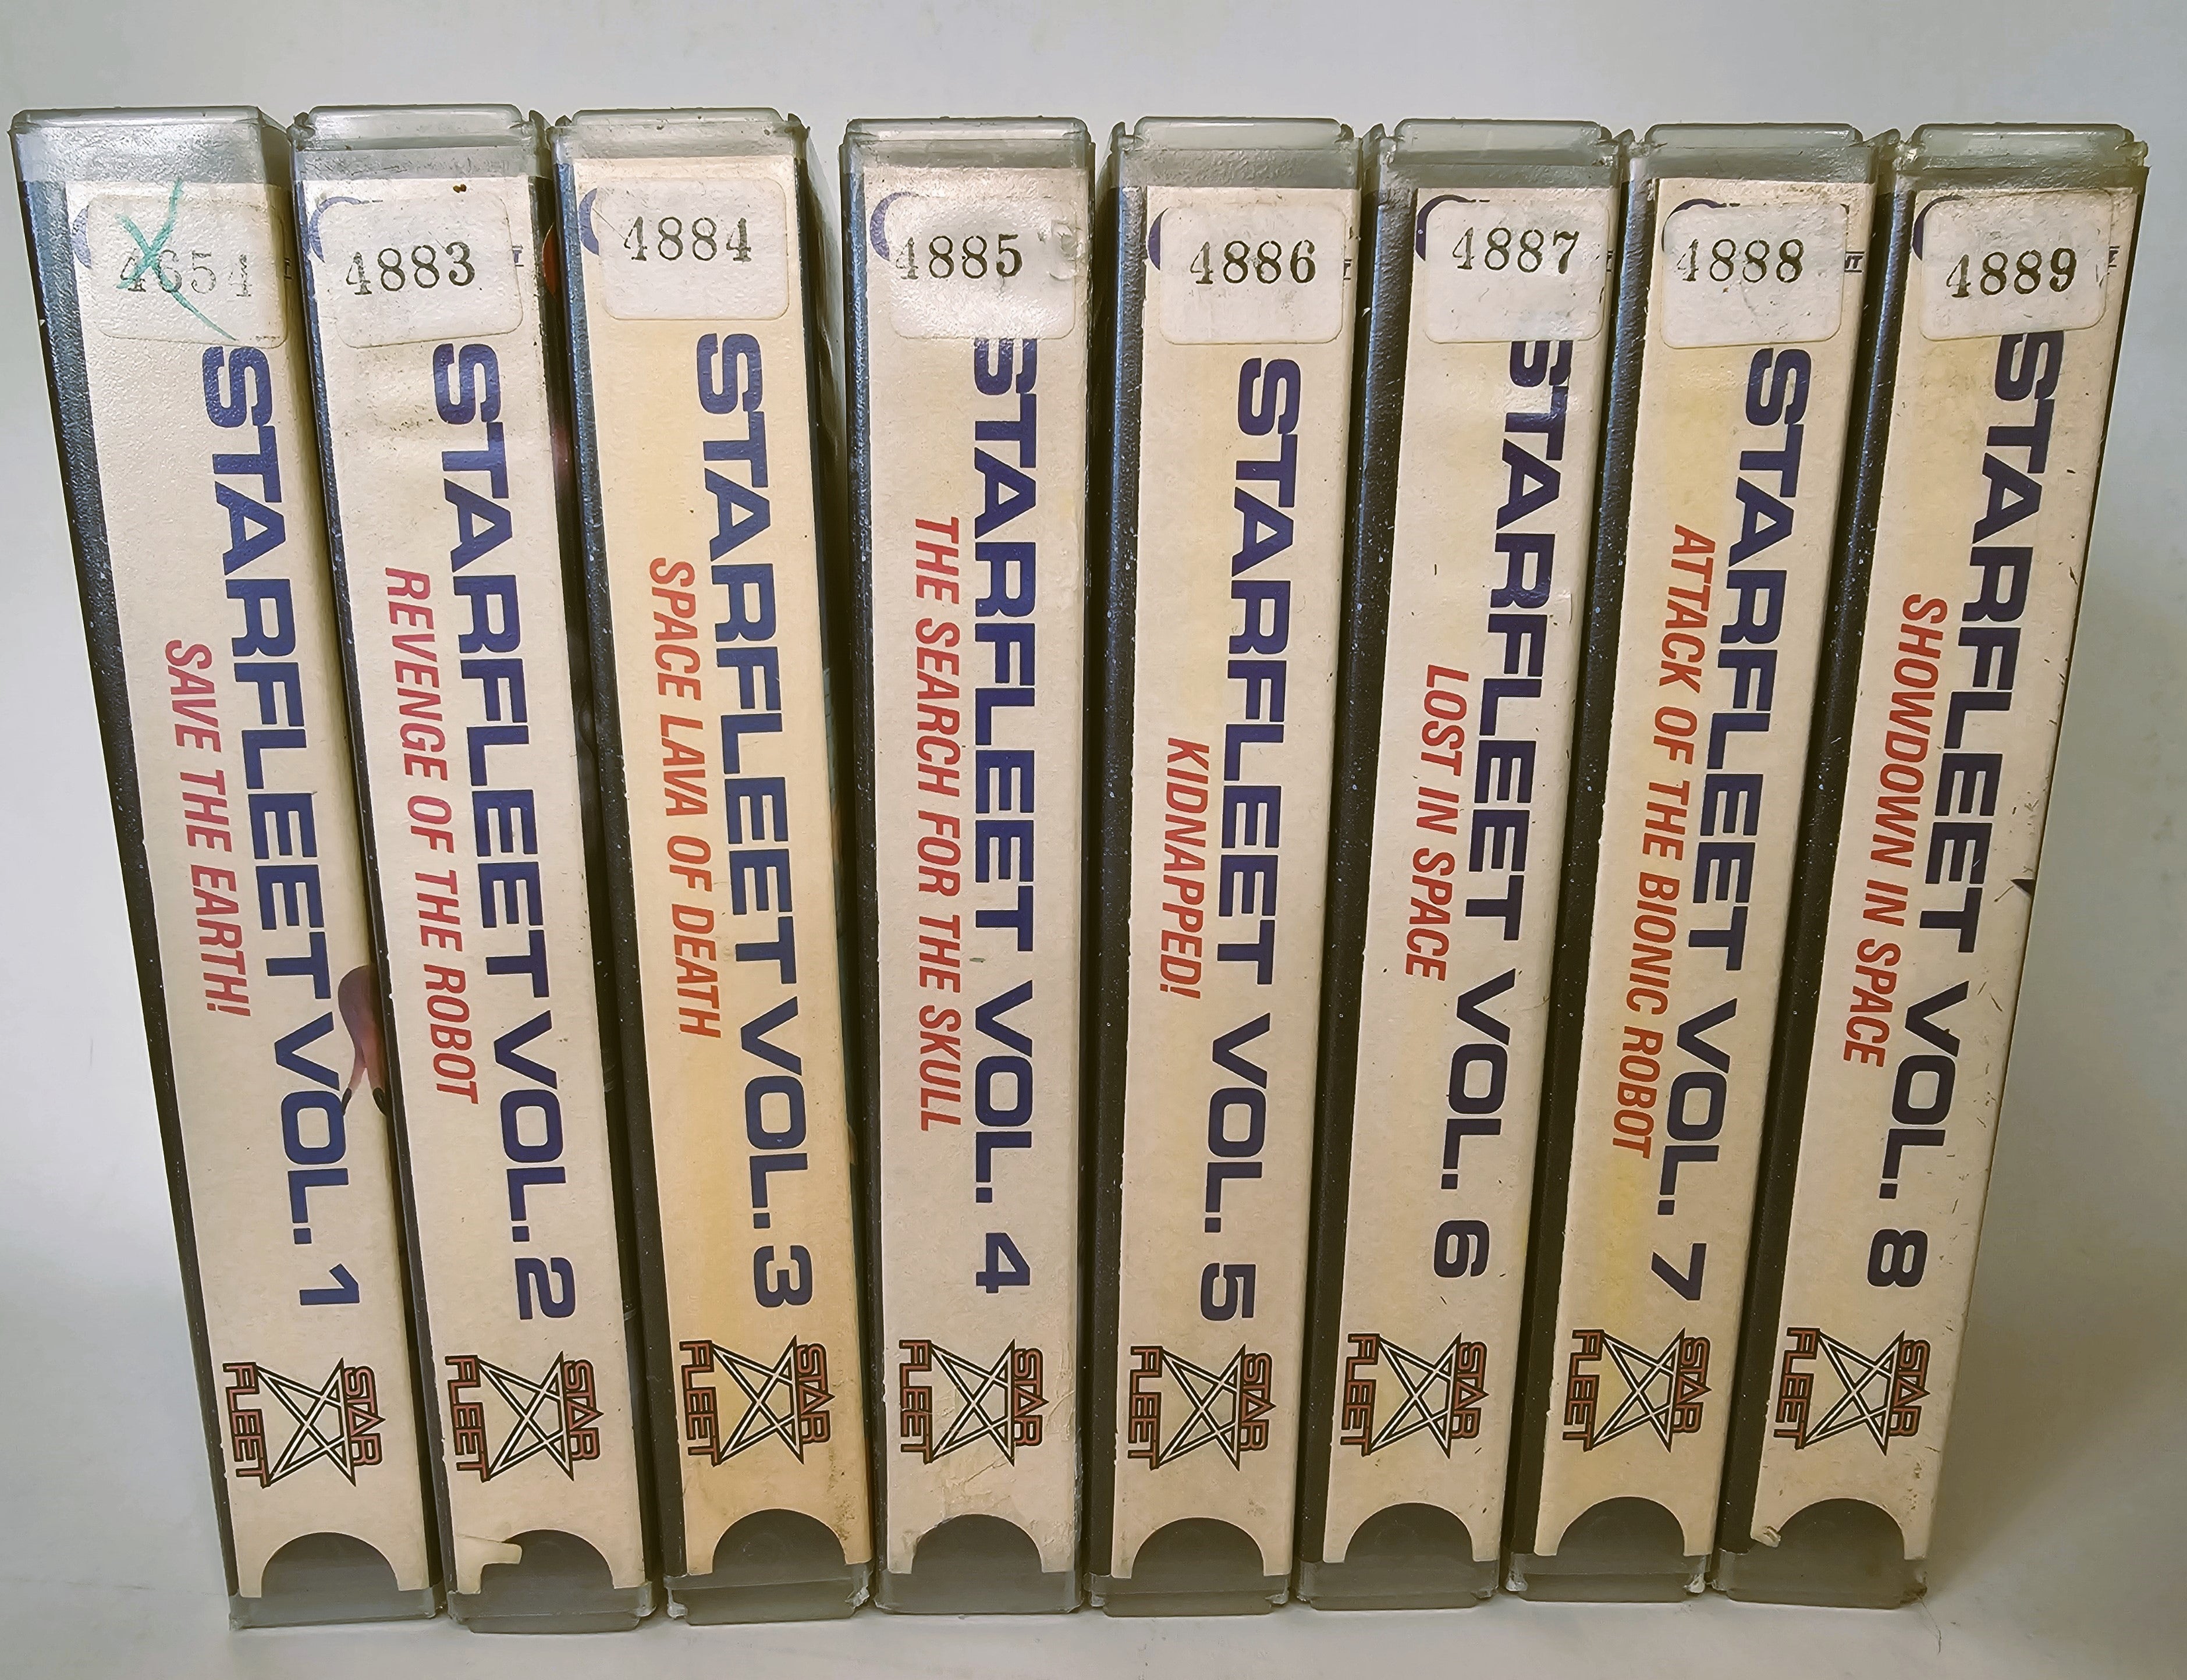 STARFLEET VOL. 1
SAVE THE EARTH!
STAR
FLEET
4883
STARFLEET VOL. 2
REVENGE OF THE ROBOT
STAR
FLEET
4884
STARFLEET VOL. 3
SPACE LAVA OF DEATH
STAR
FLEET
4885
STARFLEET VOL. 4
THE SEARCH FOR THE SKULL
STAR
FLEET
4886
STARFLEET VOL. 5
KIDNAPPED!
STAR
FLEET
4887
STARFLEET VOL. 6
LOST IN SPACE
STAR
FLEET
4888
STARFLEET VOL. 7
ATTACK OF THE BIONIC ROBOT
STAR
FLEET
4889
STARFLEET VOL. 8
SHOWDOWN IN SPACE
STAR
FLEET